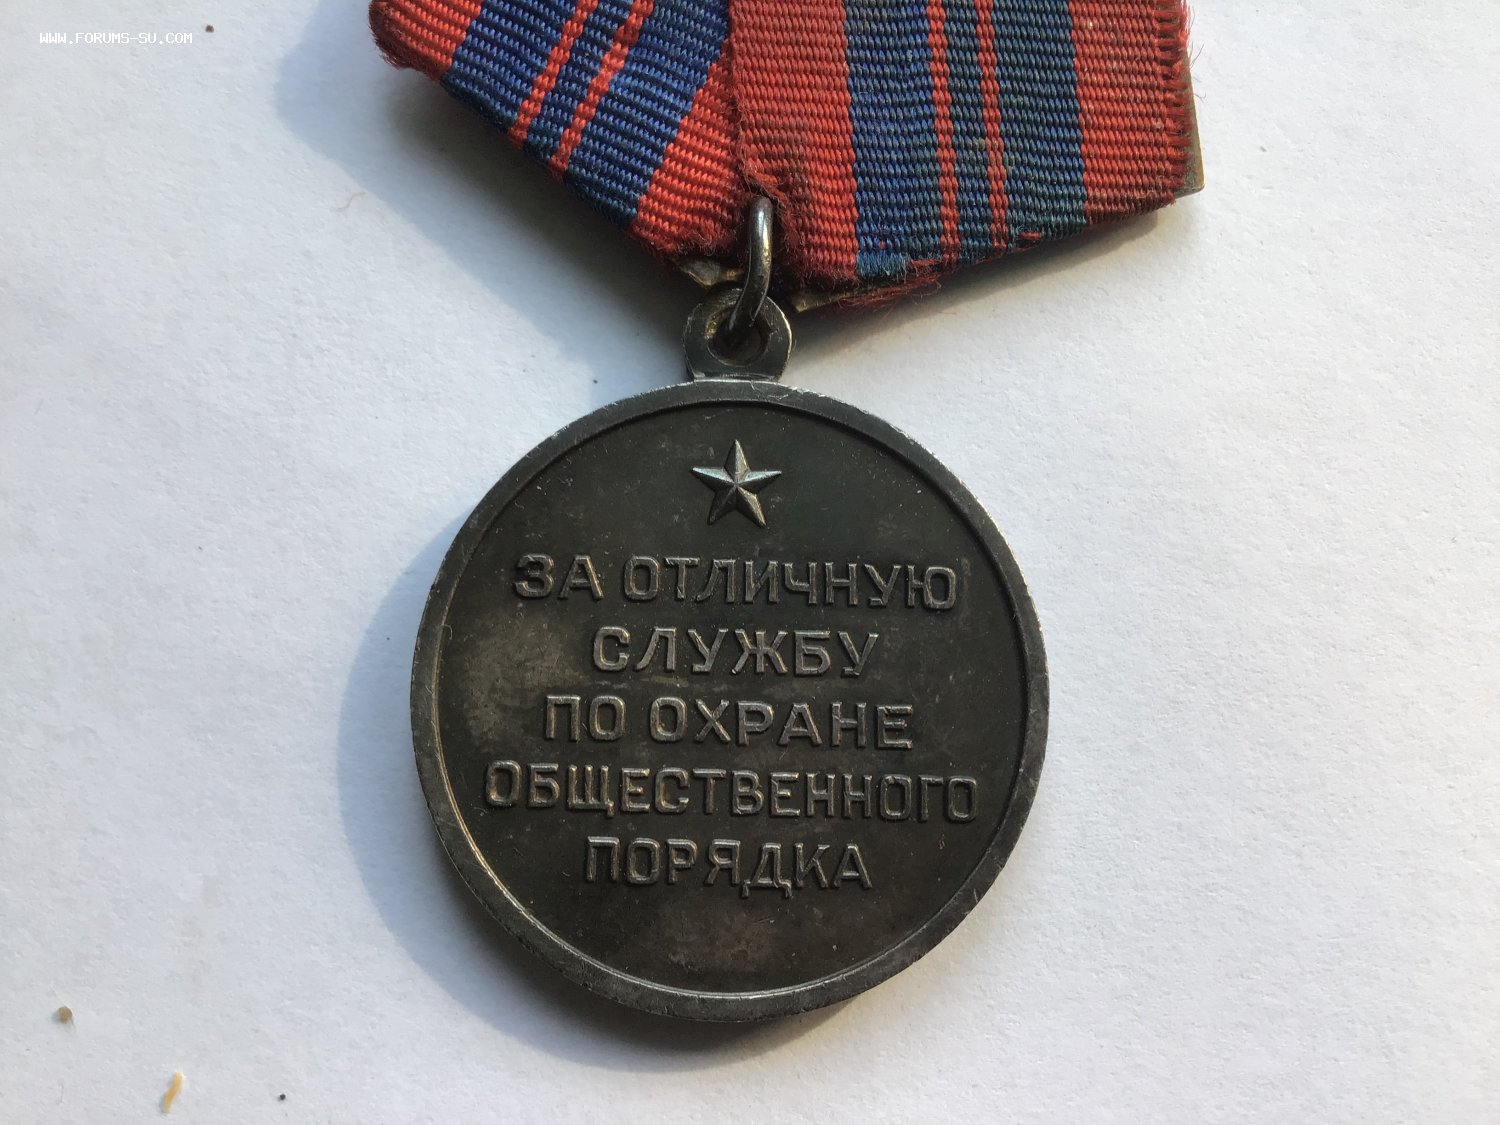 WWW.FORUMS-SU.COM
ЗА ОТЛИЧНУЮ
СЛУЖБУ
ПО ОХРАНЕ
ОБЩЕСТВЕННОГО
ПОРЯДКА